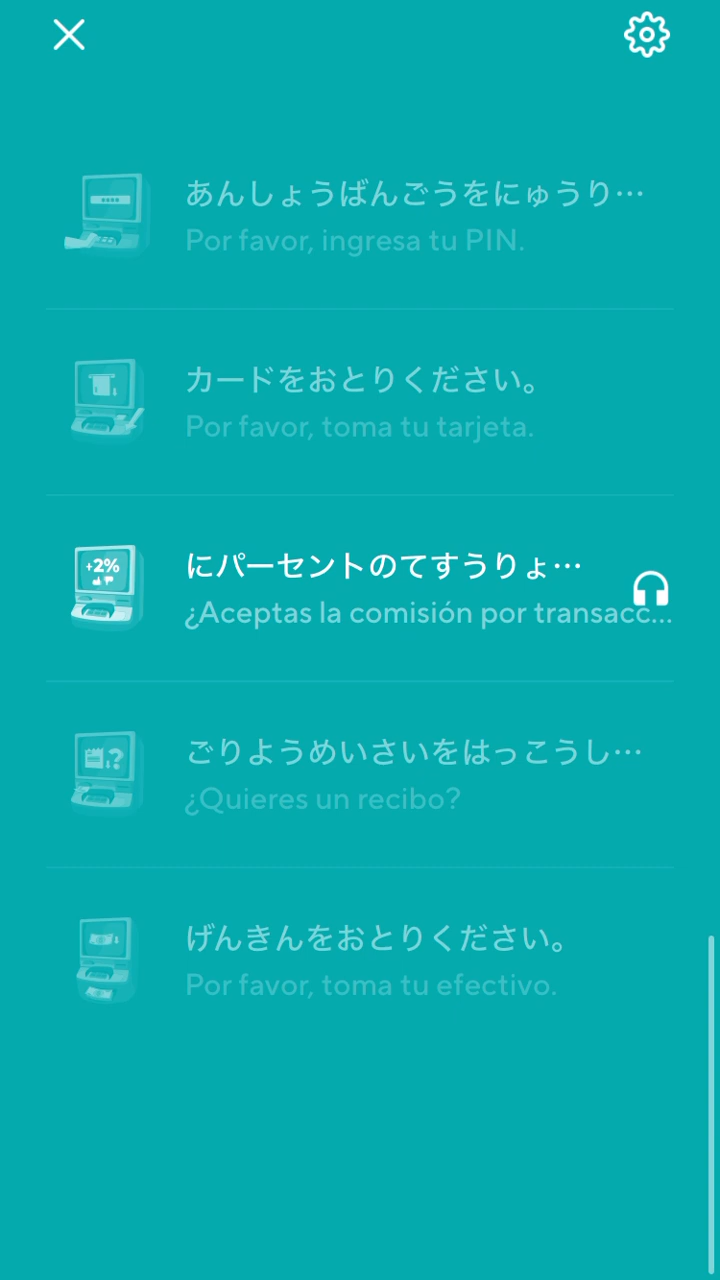 あんしょうばんごうをにゅうり…
Por favor, ingresa tu PIN.
カードをおとりください。
Por favor, toma tu tarjeta.
+2%
にパーセントのてすうりょ…
¿Aceptas la comisión por transacc...
ごりようめいさいをはっこうし…
¿Quieres un recibo?
げんきんをおとりください。
Por favor, toma tu efectivo.